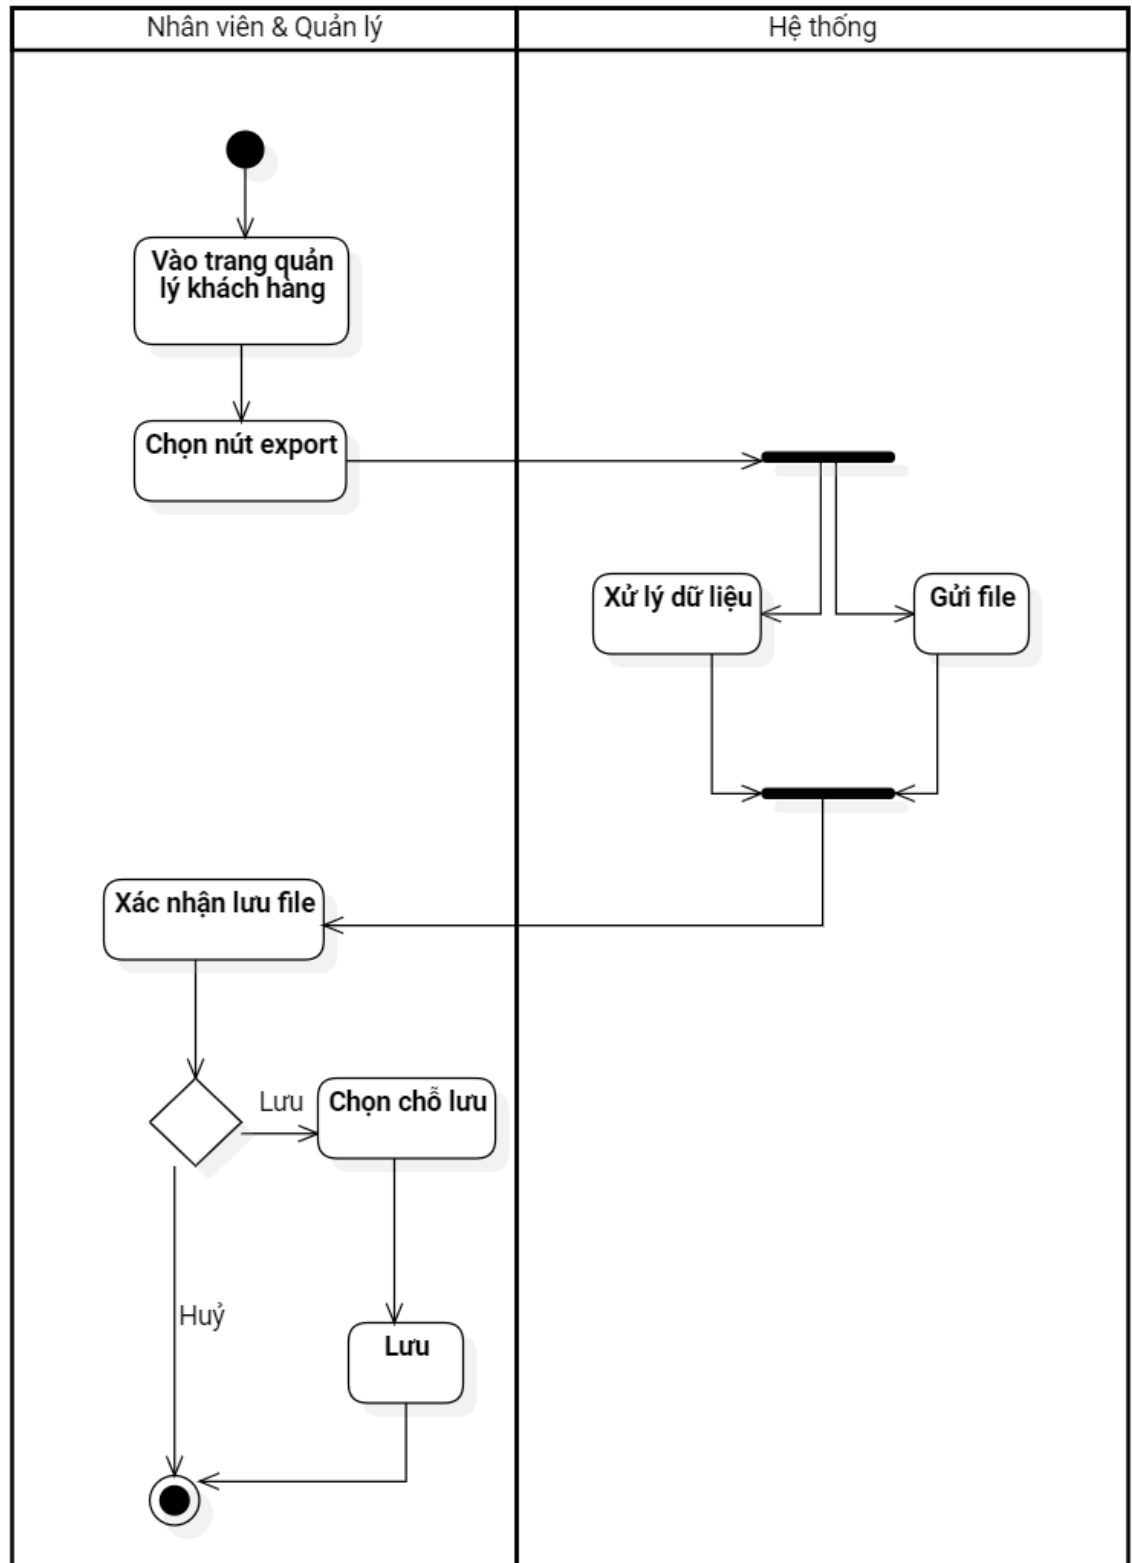 Nhân viên & Quản lý
Hệ thống
Vào trang quản
lý khách hàng
Chọn nút export
Xử lý dữ liệu
Gửi file
Xác nhận lưu file
Lưu
Chọn chỗ lưu
Huỷ
Lưu